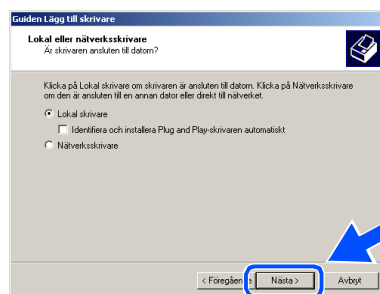 Guiden Lägg till skrivare
Lokal eller nätverksskrivare
Är skrivaren ansluten till datorn?
Klicka på Lokal skrivare om skrivaren är ansluten till datorn. Klicka på Nätverksskrivare
om den är ansluten till en annan dator eller direkt till nätverket.
Lokal skrivare
Identifiera och installera Plug and Play-skrivaren automatiskt
Nätverksskrivare
< Föregående Nästa > Avbryt